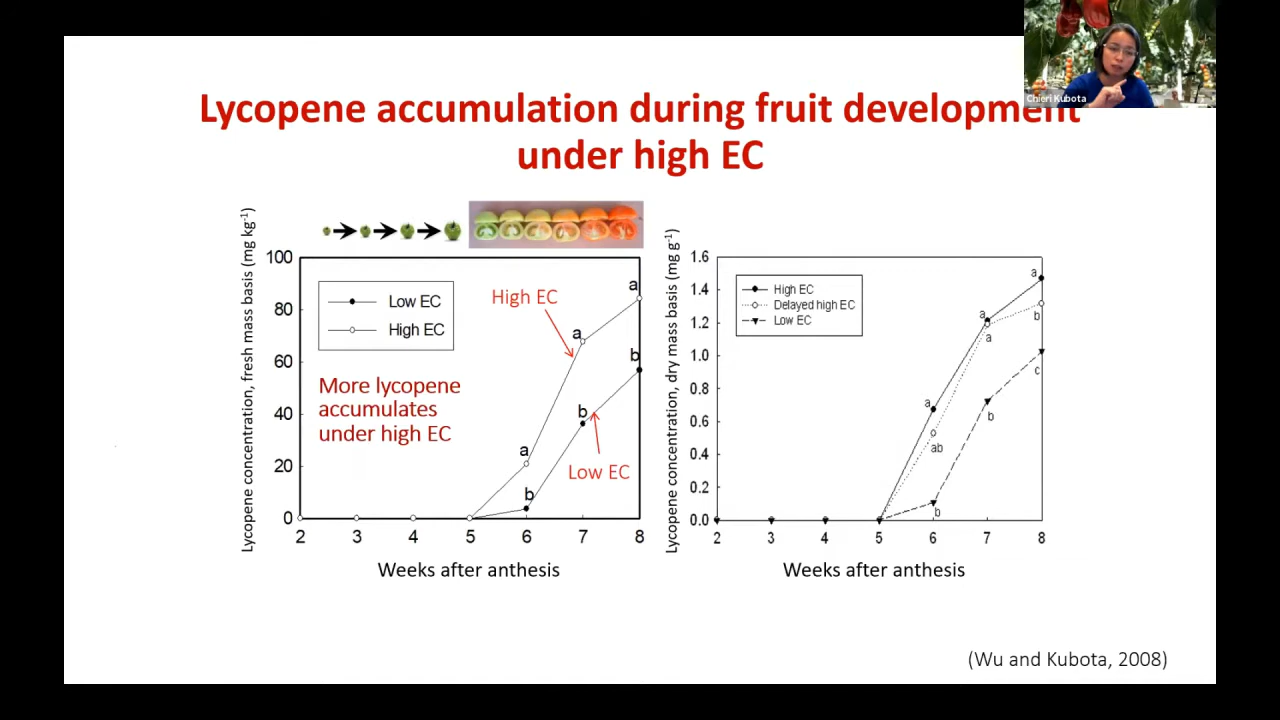 Chieri Kubota
Lycopene accumulation during fruit development
under high EC
Lycopene concentration, fresh mass basis (mg kg-1)
100
80
60
40
20
0
2 3 4 5 6 7 8
Weeks after anthesis
Low EC
High EC
More lycopene
accumulates
under high EC
High EC
Low EC
a
a
a
b
b
b
Lycopene concentration, dry mass basis (mg g-1)
1.6
1.4
1.2
1.0
0.8
0.6
0.4
0.2
0.0
2 3 4 5 6 7 8
Weeks after anthesis
High EC
Delayed high EC
Low EC
a
b
a
a
c
a
b
ab
b
(Wu and Kubota, 2008)